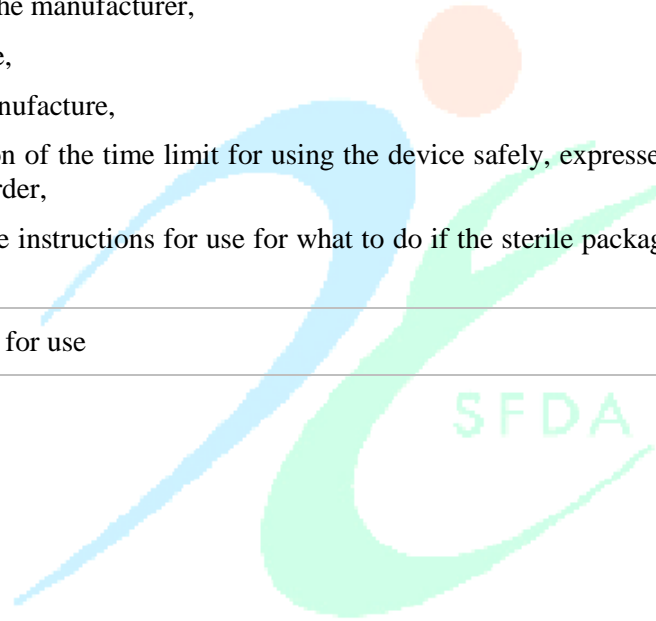 he manufacturer,
e,
nufacture,
on of the time limit for using the device safely, expresse
rder,
e instructions for use for what to do if the sterile packag
for use
SFDA